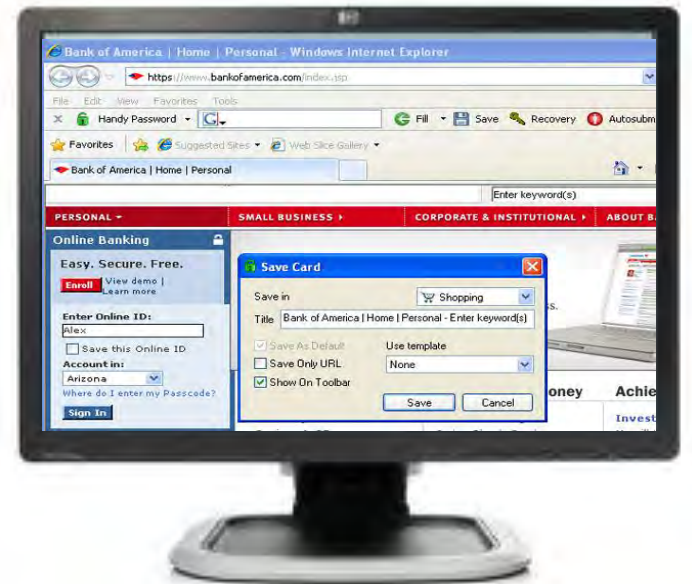 hp
Bank of America | Home | Personal - Windows Internet Explorer
https://www.bankofamerica.com/index.jsp
File Edit View Favorites Tools
Handy Password G Fill Save Recovery Autosubm
Favorites Suggested Sites Web Slice Gallery
Bank of America | Home | Personal
Enter keyword(s)
PERSONAL SMALL BUSINESS CORPORATE & INSTITUTIONAL ABOUT B
Online Banking
Easy. Secure. Free.
Enroll View demo |
Learn more
Enter Online ID:
Alex
Save this Online ID
Account in:
Arizona
Where do I enter my Passcode?
Sign In
Save Card
Save in Shopping
Title Bank of America | Home | Personal - Enter keyword(s)
Save As Default Use template
Save Only URL None
Show On Toolbar
Save Cancel
ss.
oney Achie
Invest